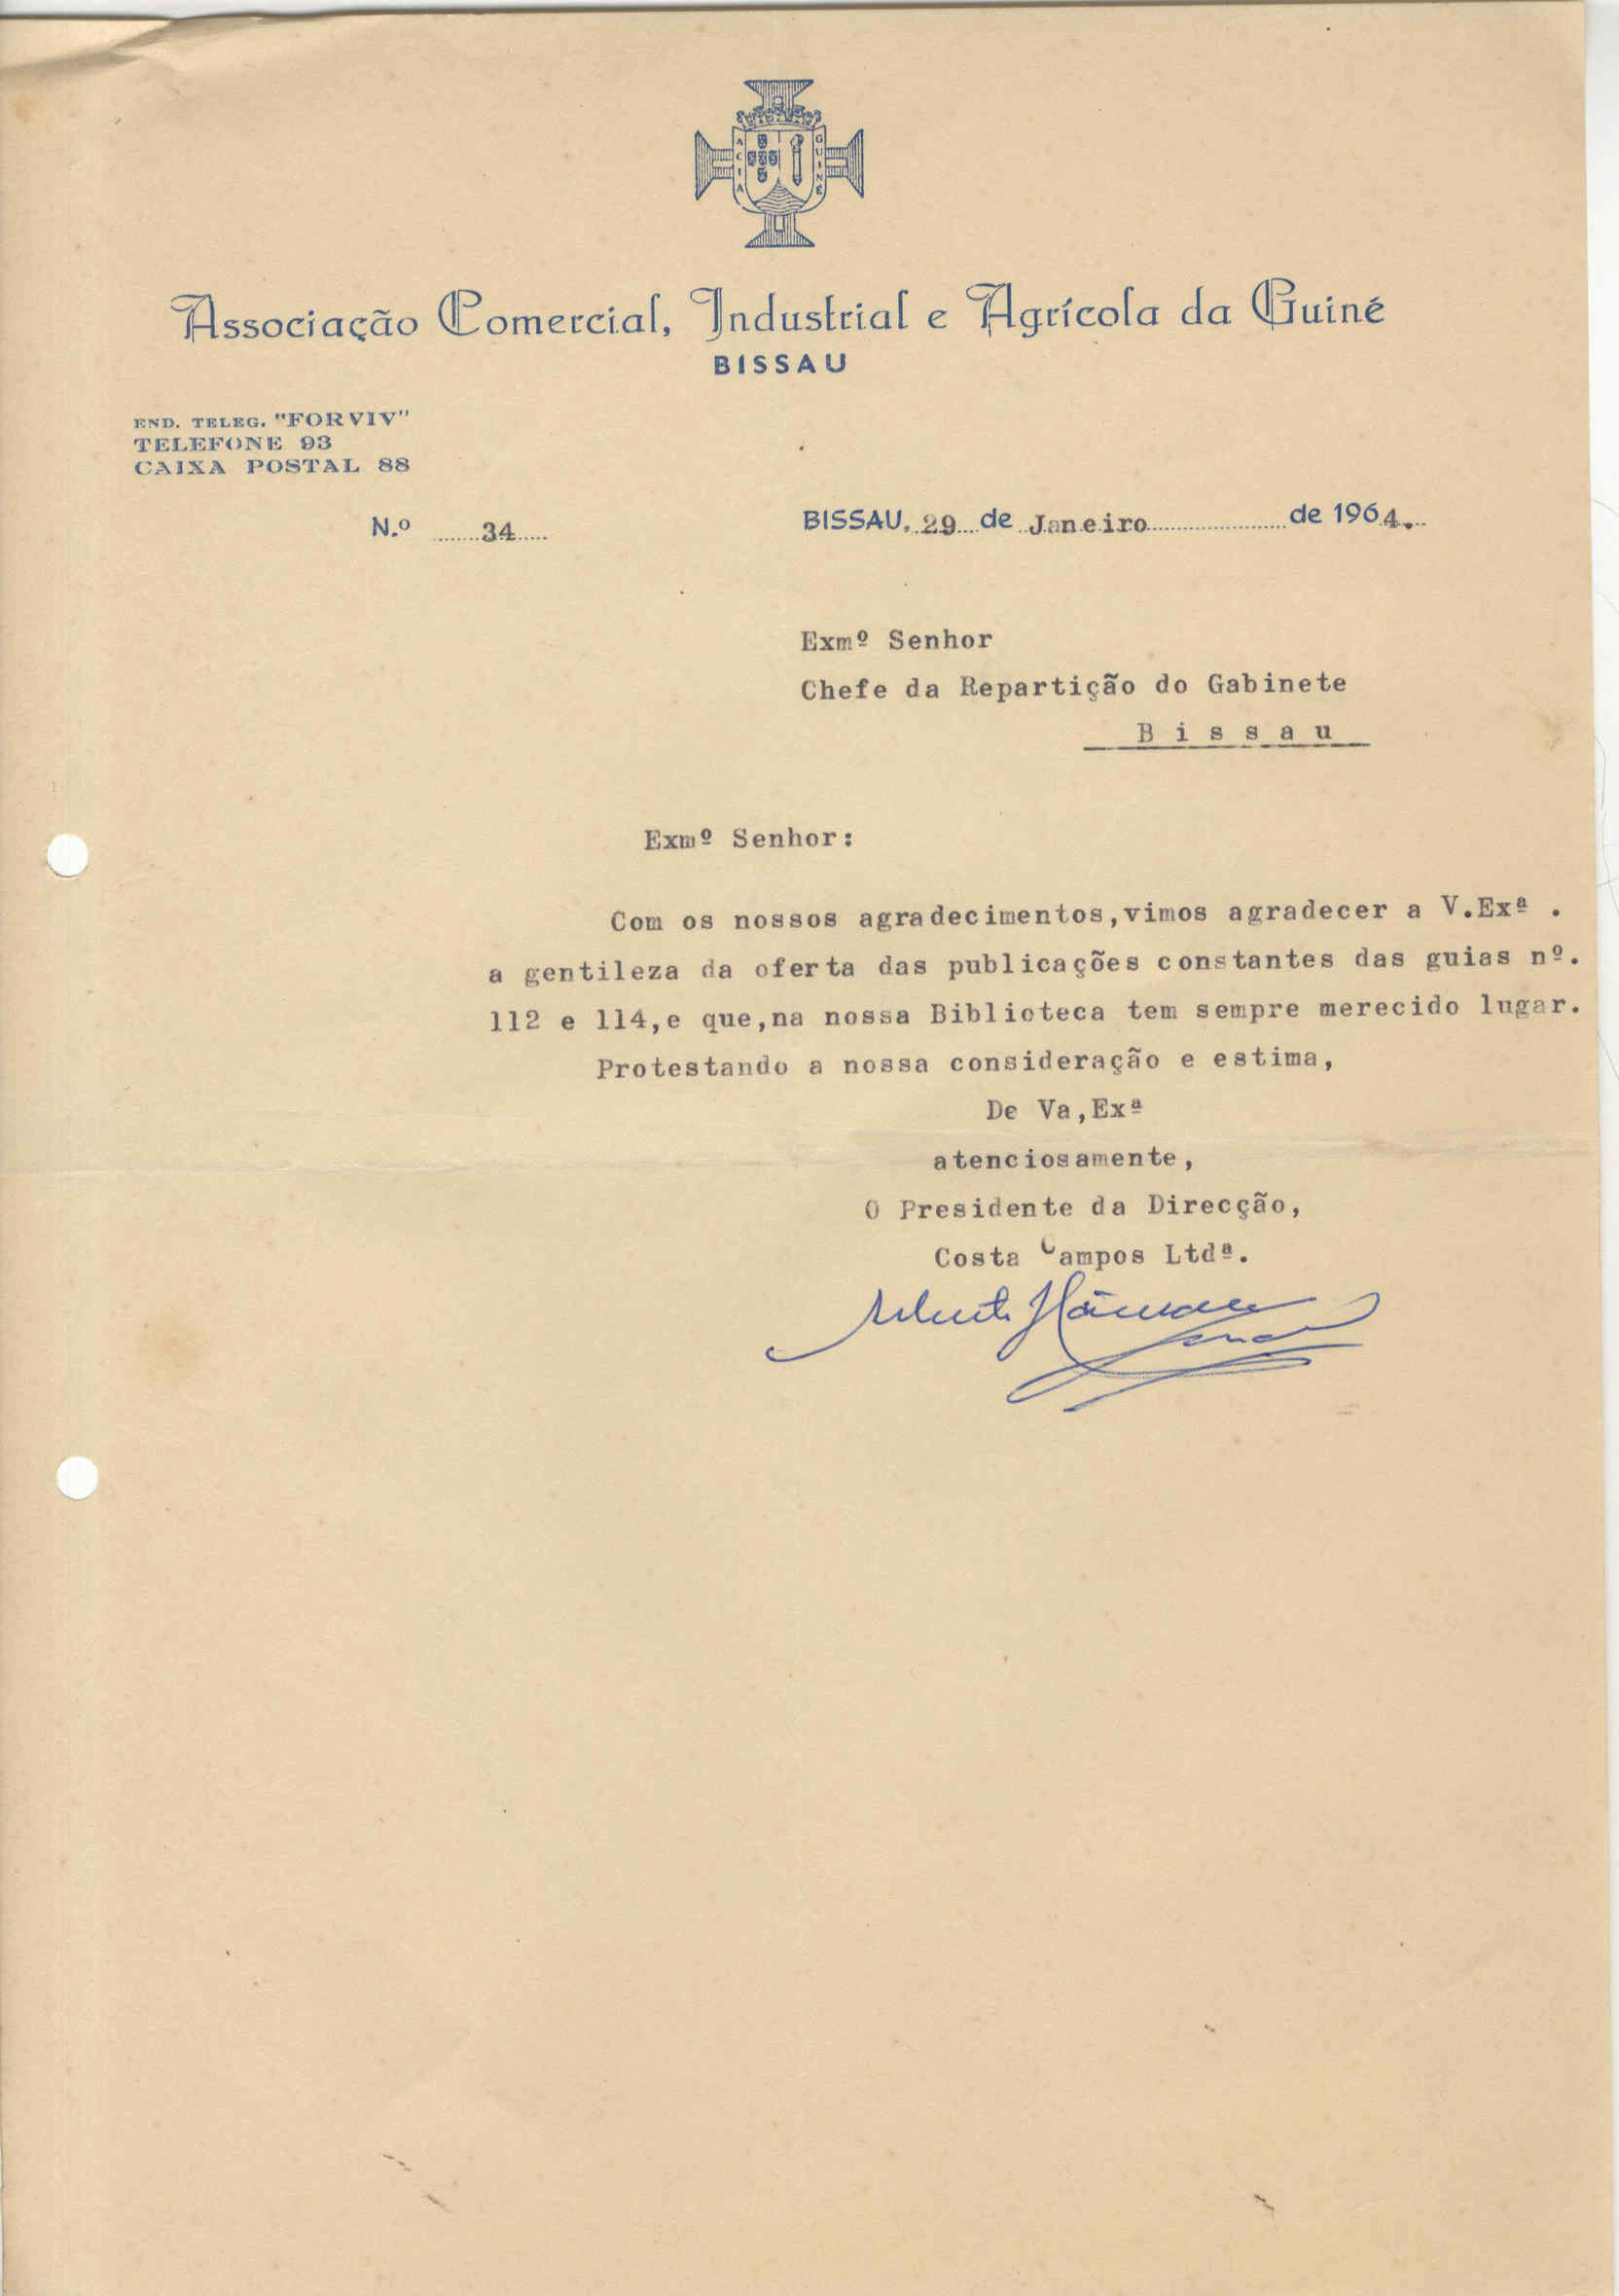 ACIA
GUINÉ
Associação Comercial, Industrial e Agrícola da Guiné
BISSAU
END. TELEG. "FORVIV"
TELEFONE 93
CAIXA POSTAL 88
N.º 34
BISSAU, 29 de Janeiro de 1964.
Exmº Senhor
Chefe da Repartição do Gabinete
B i s s a u
Exmº Senhor:
Com os nossos agradecimentos,vimos agradecer a V.Exª .
a gentileza da oferta das publicações constantes das guias nº.
112 e 114,e que,na nossa Biblioteca tem sempre merecido lugar.
Protestando a nossa consideração e estima,
De Va,Exª
atenciosamente,
O Presidente da Direcção,
Costa Campos Ltdª.